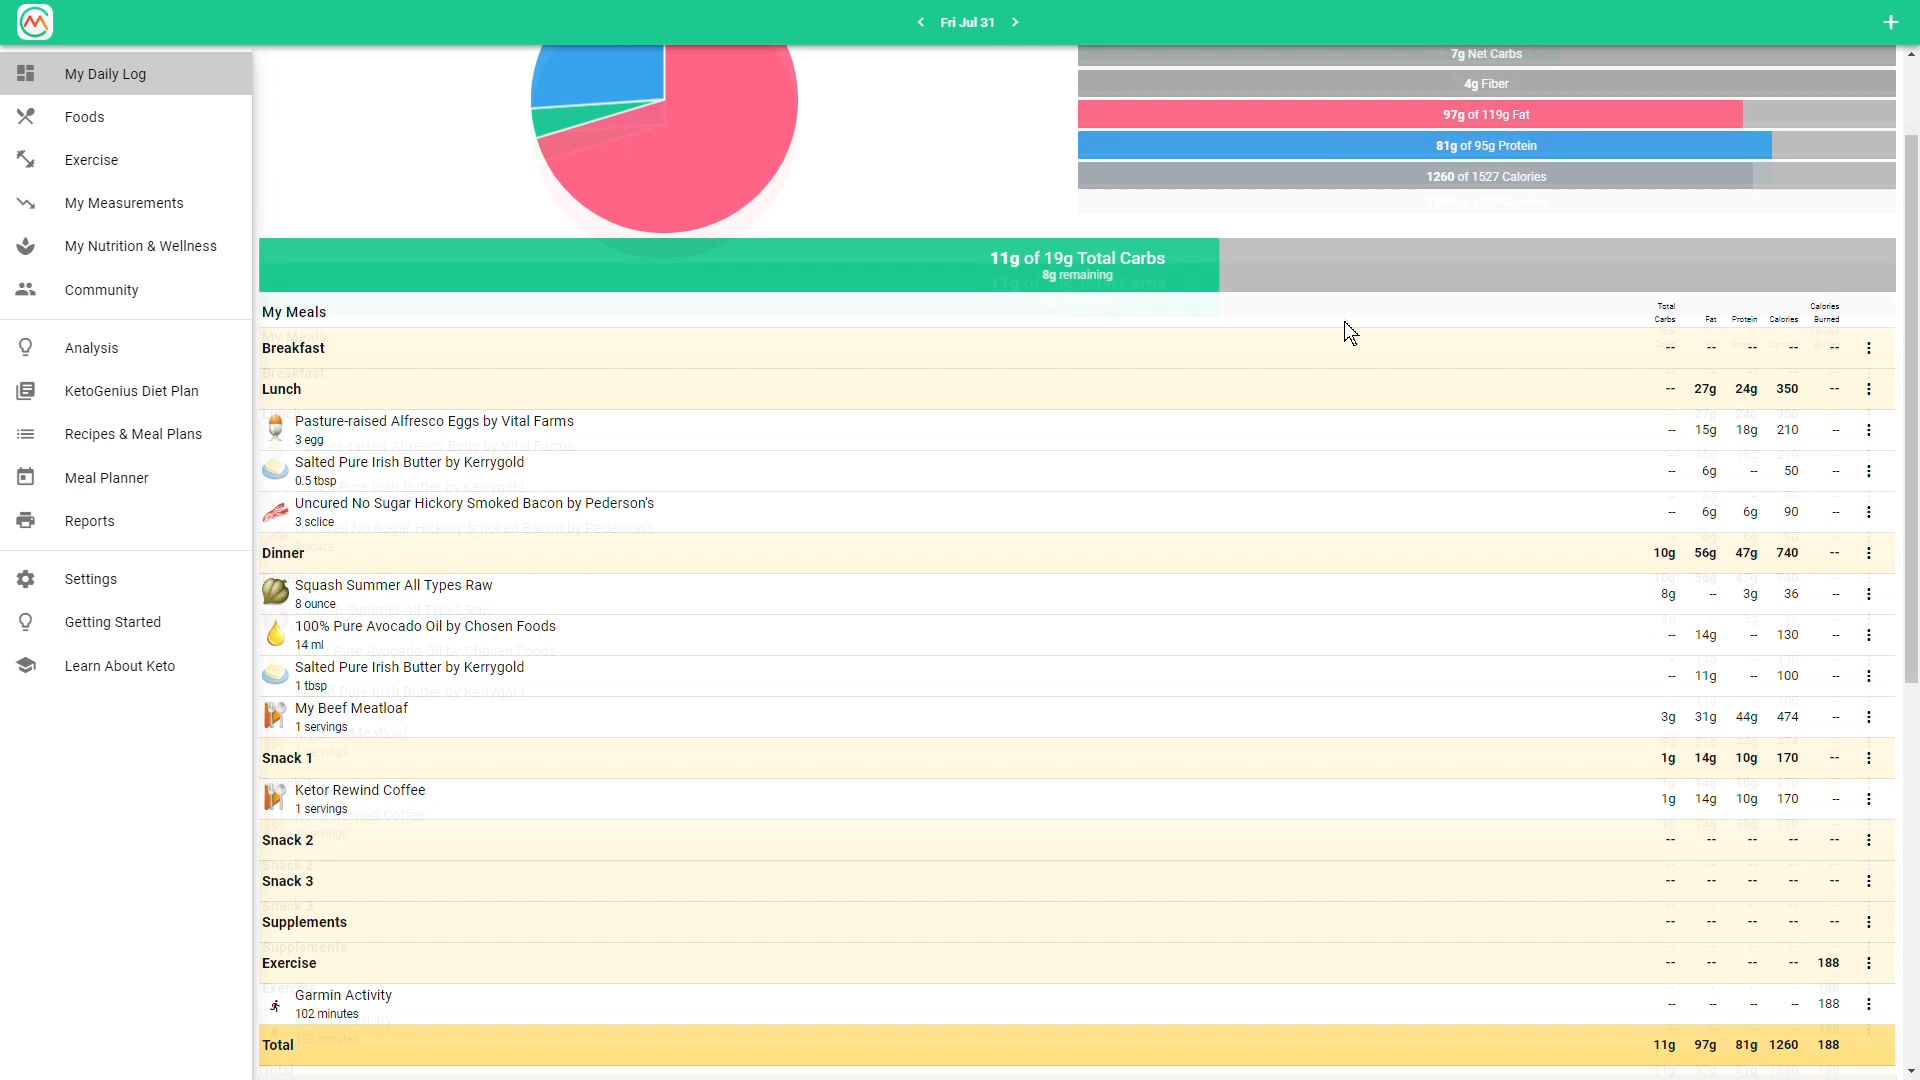 Fri Jul 31
My Daily Log
Foods
Exercise
My Measurements
My Nutrition & Wellness
Community
Analysis
KetoGenius Diet Plan
Recipes & Meal Plans
Meal Planner
Reports
Settings
Getting Started
Learn About Keto
7g Net Carbs
4g Fiber
97g of 119g Fat
81g of 95g Protein
1260 of 1527 Calories
11g of 19g Total Carbs
8g remaining
My Meals Total Carbs Fat Protein Calories Calories Burned
Breakfast -- -- -- -- --
Lunch -- 27g 24g 350 --
Pasture-raised Alfresco Eggs by Vital Farms
3 egg -- 15g 18g 210 --
Salted Pure Irish Butter by Kerrygold
0.5 tbsp -- 6g -- 50 --
Uncured No Sugar Hickory Smoked Bacon by Pederson's
3 sclice -- 6g 6g 90 --
Dinner 10g 56g 47g 740 --
Squash Summer All Types Raw
8 ounce 8g -- 3g 36 --
100% Pure Avocado Oil by Chosen Foods
14 ml -- 14g -- 130 --
Salted Pure Irish Butter by Kerrygold
1 tbsp -- 11g -- 100 --
My Beef Meatloaf
1 servings 3g 31g 44g 474 --
Snack 1 1g 14g 10g 170 --
Ketor Rewind Coffee
1 servings 1g 14g 10g 170 --
Snack 2 -- -- -- -- --
Snack 3 -- -- -- -- --
Supplements -- -- -- -- --
Exercise -- -- -- -- 188
Garmin Activity
102 minutes -- -- -- -- 188
Total 11g 97g 81g 1260 188